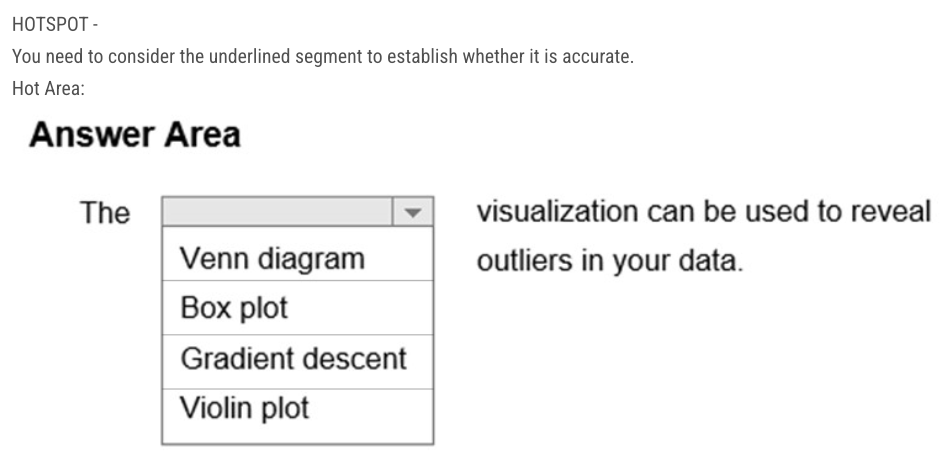 HOTSPOT -
You need to consider the underlined segment to establish whether it is accurate.
Hot Area:
Answer Area
The
visualization can be used to reveal
outliers in your data.
Venn diagram
Box plot
Gradient descent
Violin plot